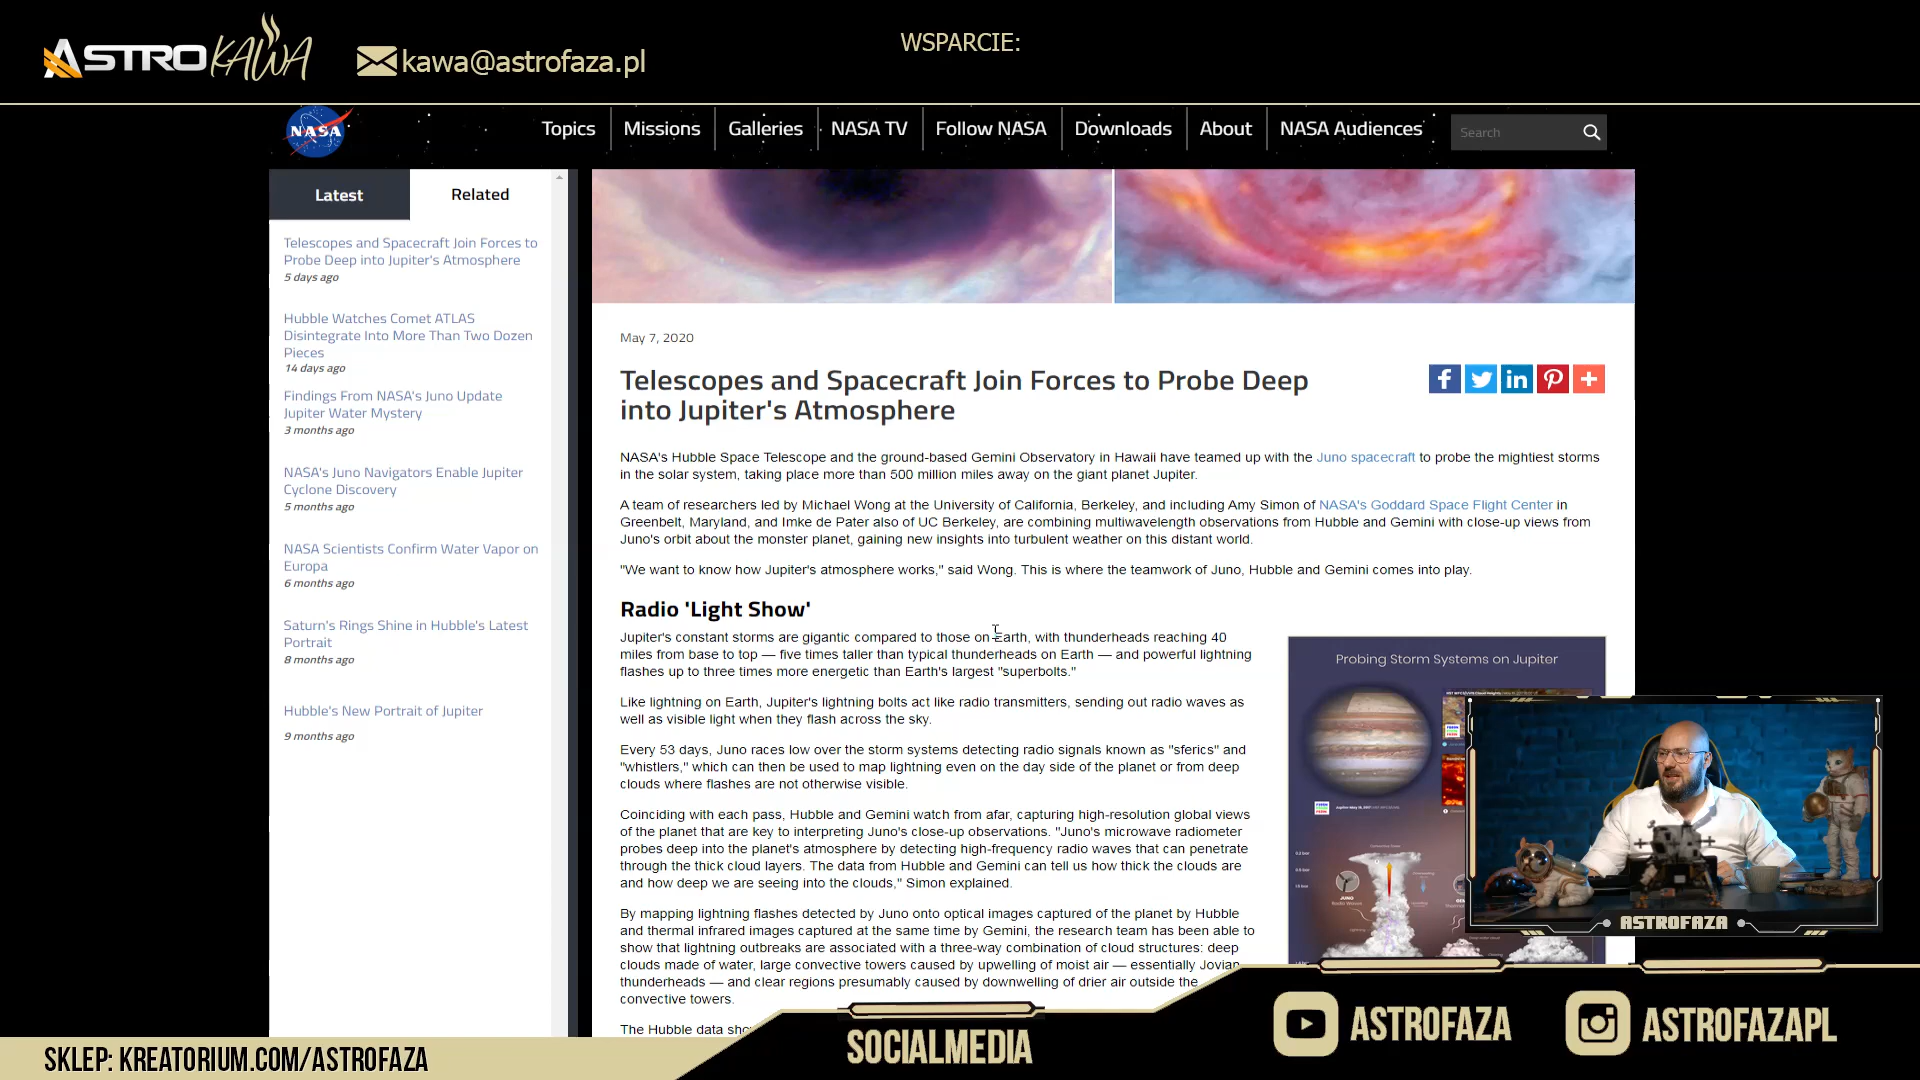 ASTRO KAWA
kawa@astrofaza.pl
WSPARCIE:
NASA
Topics
Missions
Galleries
NASA TV
Follow NASA
Downloads
About
NASA Audiences
Search
Latest
Related
Telescopes and Spacecraft Join Forces to
Probe Deep into Jupiter's Atmosphere
5 days ago
Hubble Watches Comet ATLAS
Disintegrate Into More Than Two Dozen
Pieces
14 days ago
Findings From NASA's Juno Update
Jupiter Water Mystery
3 months ago
NASA's Juno Navigators Enable Jupiter
Cyclone Discovery
5 months ago
NASA Scientists Confirm Water Vapor on
Europa
6 months ago
Saturn's Rings Shine in Hubble's Latest
Portrait
8 months ago
Hubble's New Portrait of Jupiter
9 months ago
May 7, 2020
Telescopes and Spacecraft Join Forces to Probe Deep
into Jupiter's Atmosphere
NASA's Hubble Space Telescope and the ground-based Gemini Observatory in Hawaii have teamed up with the Juno spacecraft to probe the mightiest storms
in the solar system, taking place more than 500 million miles away on the giant planet Jupiter.
A team of researchers led by Michael Wong at the University of California, Berkeley, and including Amy Simon of NASA's Goddard Space Flight Center in
Greenbelt, Maryland, and Imke de Pater also of UC Berkeley, are combining multiwavelength observations from Hubble and Gemini with close-up views from
Juno's orbit about the monster planet, gaining new insights into turbulent weather on this distant world.
"We want to know how Jupiter's atmosphere works," said Wong. This is where the teamwork of Juno, Hubble and Gemini comes into play.
Radio 'Light Show'
Jupiter's constant storms are gigantic compared to those on Earth, with thunderheads reaching 40
miles from base to top — five times taller than typical thunderheads on Earth — and powerful lightning
flashes up to three times more energetic than Earth's largest "superbolts."
Like lightning on Earth, Jupiter's lightning bolts act like radio transmitters, sending out radio waves as
well as visible light when they flash across the sky.
Every 53 days, Juno races low over the storm systems detecting radio signals known as "sferics" and
"whistlers," which can then be used to map lightning even on the day side of the planet or from deep
clouds where flashes are not otherwise visible.
Coinciding with each pass, Hubble and Gemini watch from afar, capturing high-resolution global views
of the planet that are key to interpreting Juno's close-up observations. "Juno's microwave radiometer
probes deep into the planet's atmosphere by detecting high-frequency radio waves that can penetrate
through the thick cloud layers. The data from Hubble and Gemini can tell us how thick the clouds are
and how deep we are seeing into the clouds," Simon explained.
By mapping lightning flashes detected by Juno onto optical images captured of the planet by Hubble
and thermal infrared images captured at the same time by Gemini, the research team has been able to
show that lightning outbreaks are associated with a three-way combination of cloud structures: deep
clouds made of water, large convective towers caused by upwelling of moist air — essentially Jovian
thunderheads — and clear regions presumably caused by downwelling of drier air outside the
convective towers.
The Hubble data
Probing Storm Systems on Jupiter
JUNO
ASTROFAZA
SKLEP: KREATORIUM.COM/ASTROFAZA
SOCIALMEDIA
ASTROFAZA
ASTROFAZAPL